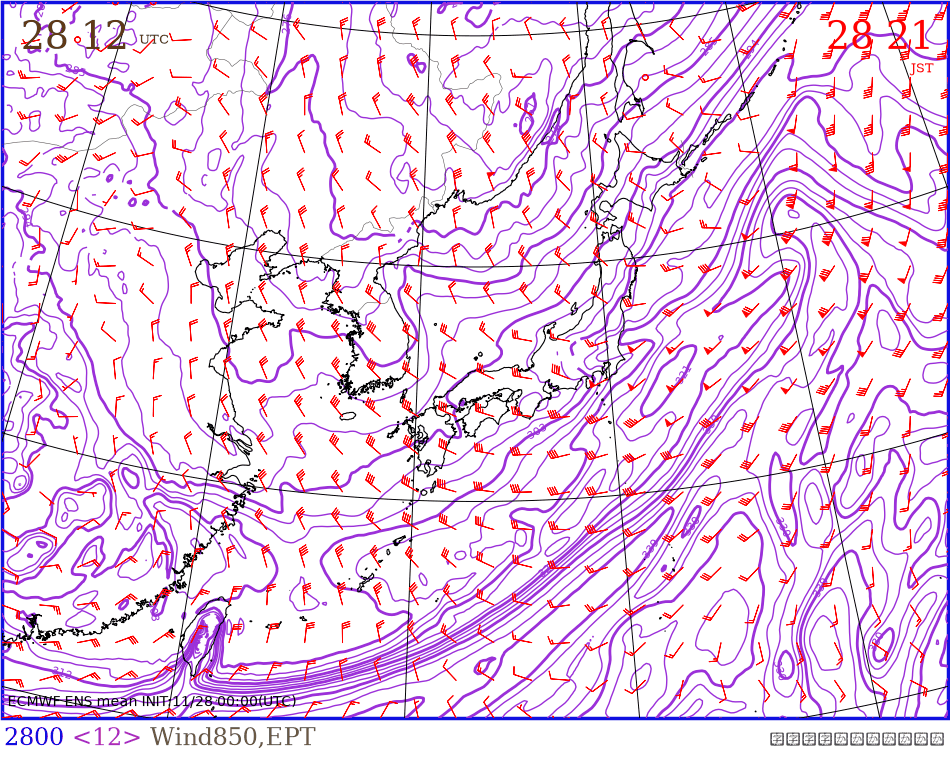 28 12 UTC
28 21
JST
ECMWF ENS mean INIT:11/28 00:00(UTC)
2800 <12> Wind850,EPT